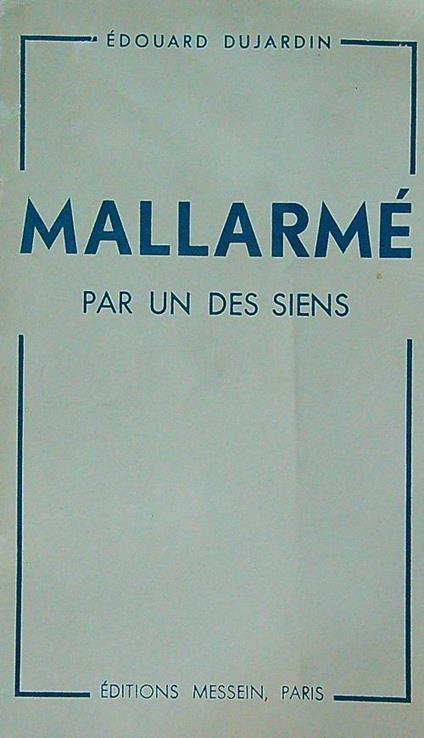 ÉDOUARD DUJARDIN
MALLARMÉ
PAR UN DES SIENS
ÉDITIONS MESSEIN, PARIS